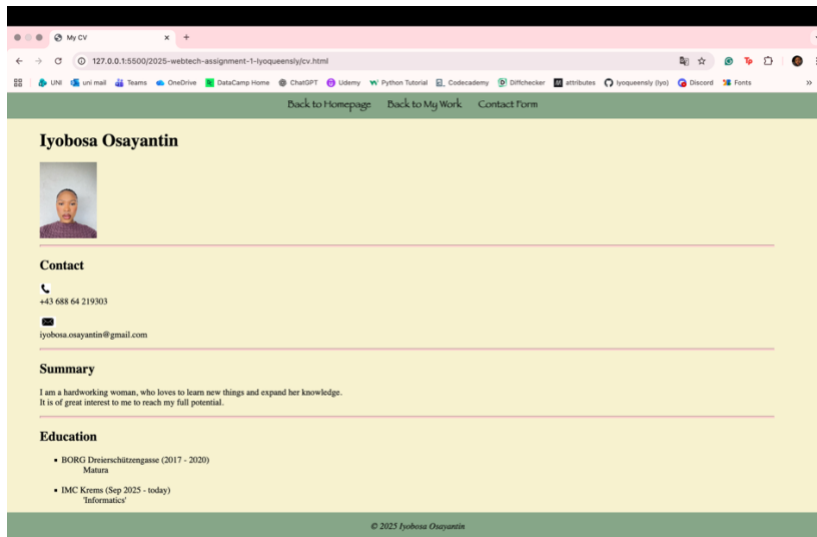 My CV
127.0.0.1:5500/2025-webtech-assignment-1-Iyoqueensly/cv.html
UNI uni mail Teams OneDrive DataCamp Home ChatGPT Udemy Python Tutorial Codecademy Diffchecker attributes Iyoqueensly (Iyo) Discord Fonts
Back to Homepage Back to My Work Contact Form
Iyobosa Osayantin
Contact
+43 688 64 219303
iyobosa.osayantin@gmail.com
Summary
I am a hardworking woman, who loves to learn new things and expand her knowledge.
It is of great interest to me to reach my full potential.
Education
• BORG Dreierschützengasse (2017 - 2020)
Matura
• IMC Krems (Sep 2025 - today)
'Informatics'
© 2025 Iyobosa Osayantin